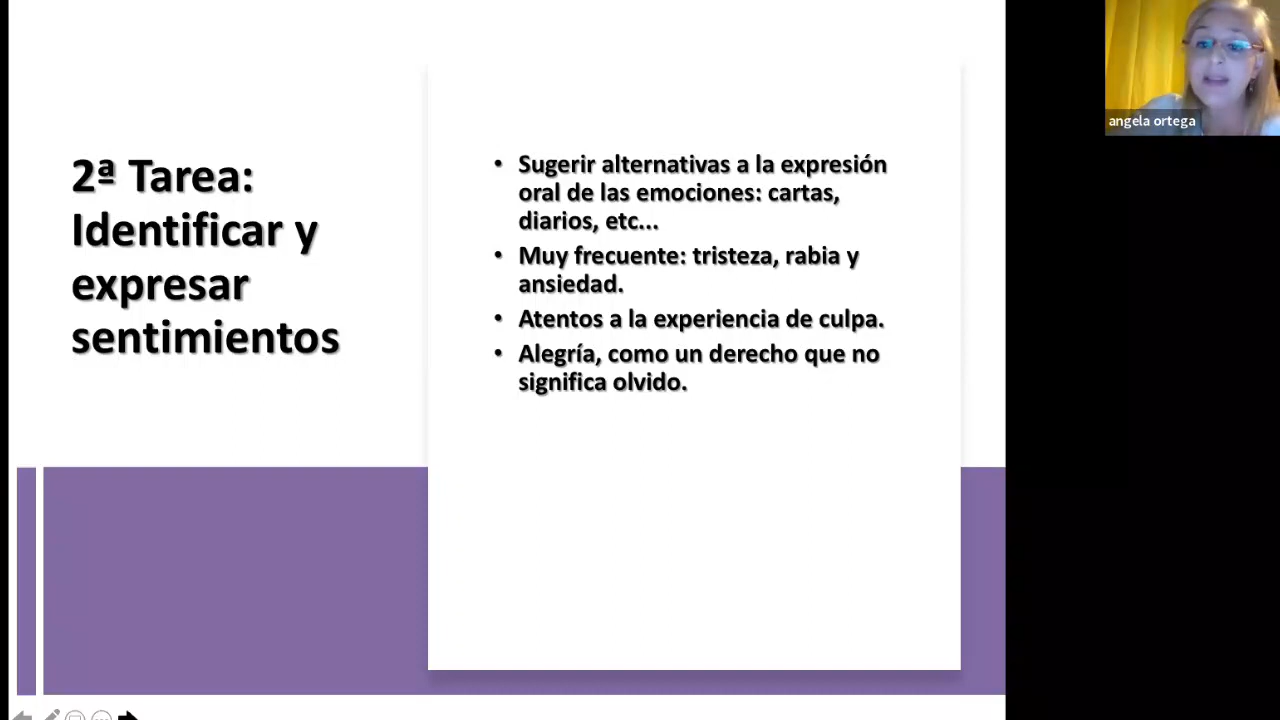 2ª Tarea:
Identificar y
expresar
sentimientos
• Sugerir alternativas a la expresión
oral de las emociones: cartas,
diarios, etc...
• Muy frecuente: tristeza, rabia y
ansiedad.
• Atentos a la experiencia de culpa.
• Alegría, como un derecho que no
significa olvido.
angela ortega